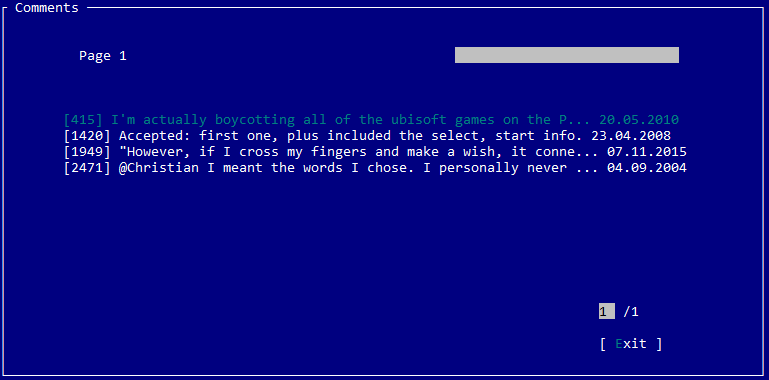 Comments
Page 1
[415] I'm actually boycotting all of the ubisoft games on the P... 20.05.2010
[1420] Accepted: first one, plus included the select, start info. 23.04.2008
[1949] "However, if I cross my fingers and make a wish, it conne... 07.11.2015
[2471] @Christian I meant the words I chose. I personally never ... 04.09.2004
1 /1
[ Exit ]